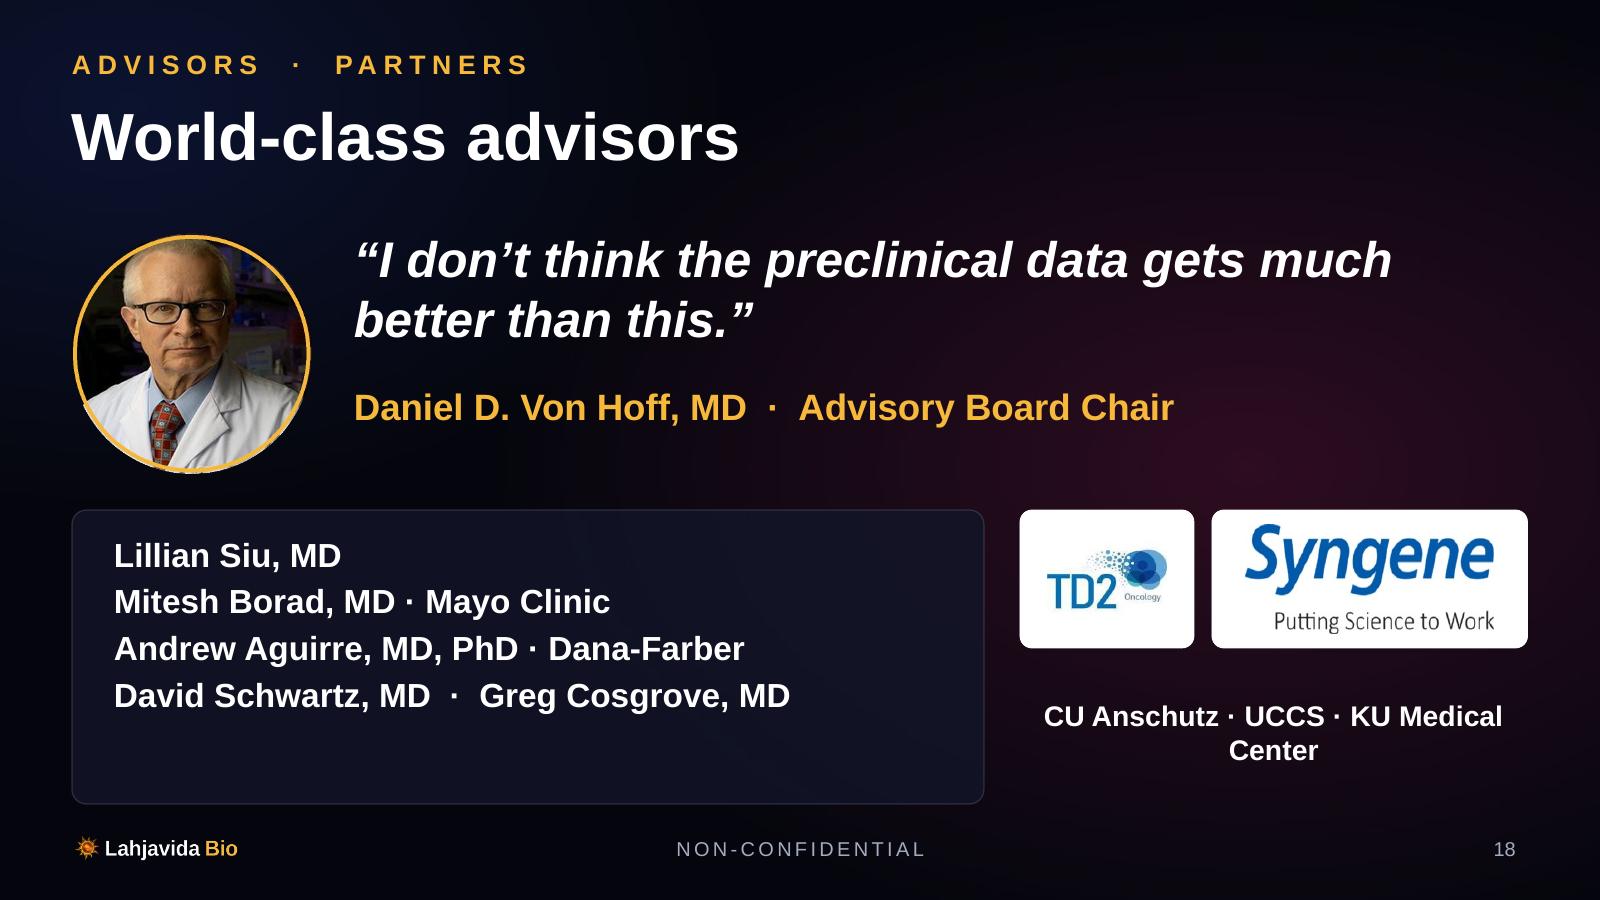 ADVISORS · PARTNERS
World-class advisors
“I don’t think the preclinical data gets much
better than this.”
Daniel D. Von Hoff, MD · Advisory Board Chair
Lillian Siu, MD
Mitesh Borad, MD · Mayo Clinic
Andrew Aguirre, MD, PhD · Dana-Farber
David Schwartz, MD · Greg Cosgrove, MD
TD2
Oncology
Syngene
Putting Science to Work
CU Anschutz · UCCS · KU Medical
Center
Lahjavida Bio
NON-CONFIDENTIAL
18